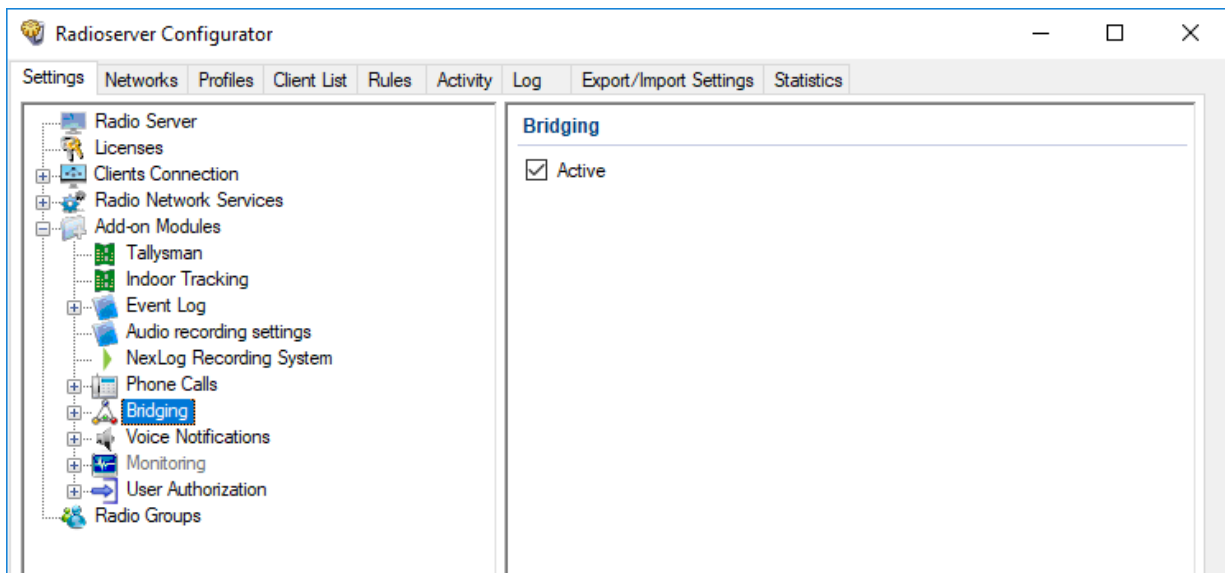 Radioserver Configurator
Settings Networks Profiles Client List Rules Activity Log Export/Import Settings Statistics
Radio Server
Licenses
Clients Connection
Radio Network Services
Add-on Modules
Tallysman
Indoor Tracking
Event Log
Audio recording settings
NexLog Recording System
Phone Calls
Bridging
Voice Notifications
Monitoring
User Authorization
Radio Groups
Bridging
Active